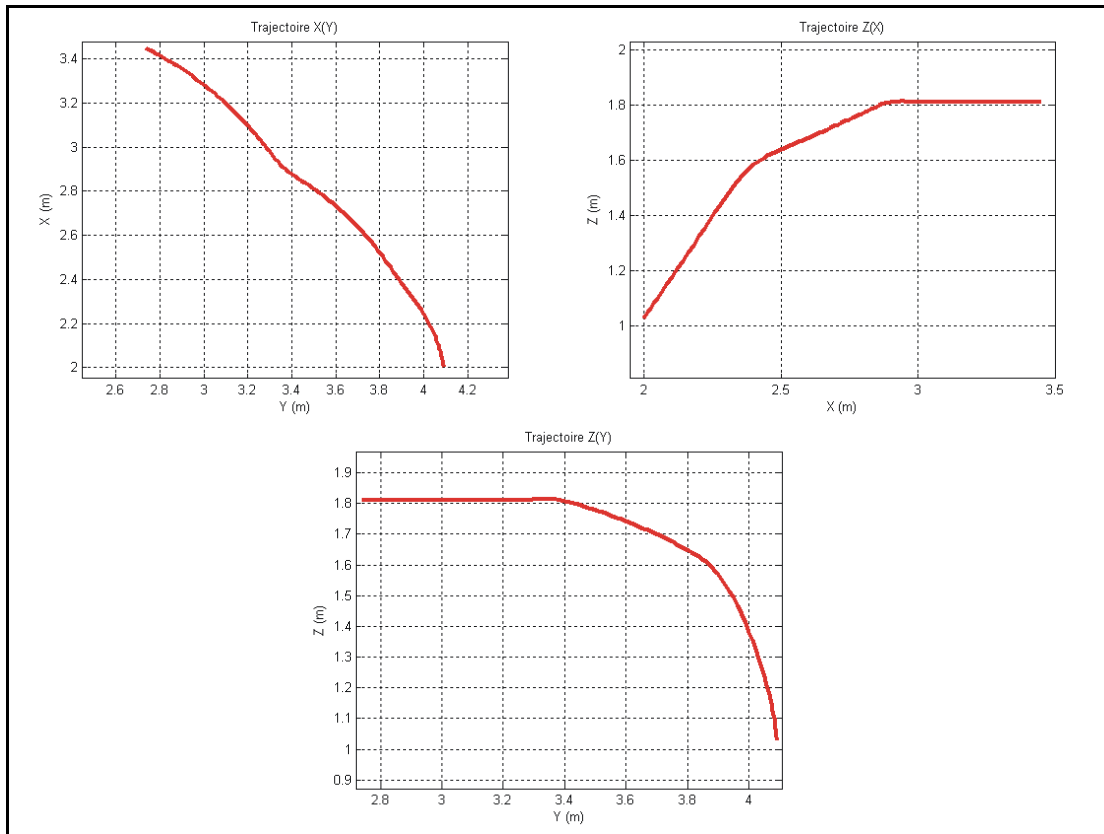 Trajectoire X(Y)
3.4
3.2
3
2.8
2.6
2.4
2.2
2
X (m)
2.6 2.8 3 3.2 3.4 3.6 3.8 4 4.2
Y (m)
Trajectoire Z(X)
2
1.8
1.6
1.4
1.2
1
Z (m)
2 2.5 3 3.5
X (m)
Trajectoire Z(Y)
1.9
1.8
1.7
1.6
1.5
1.4
1.3
1.2
1.1
1
0.9
Z (m)
2.8 3 3.2 3.4 3.6 3.8 4
Y (m)